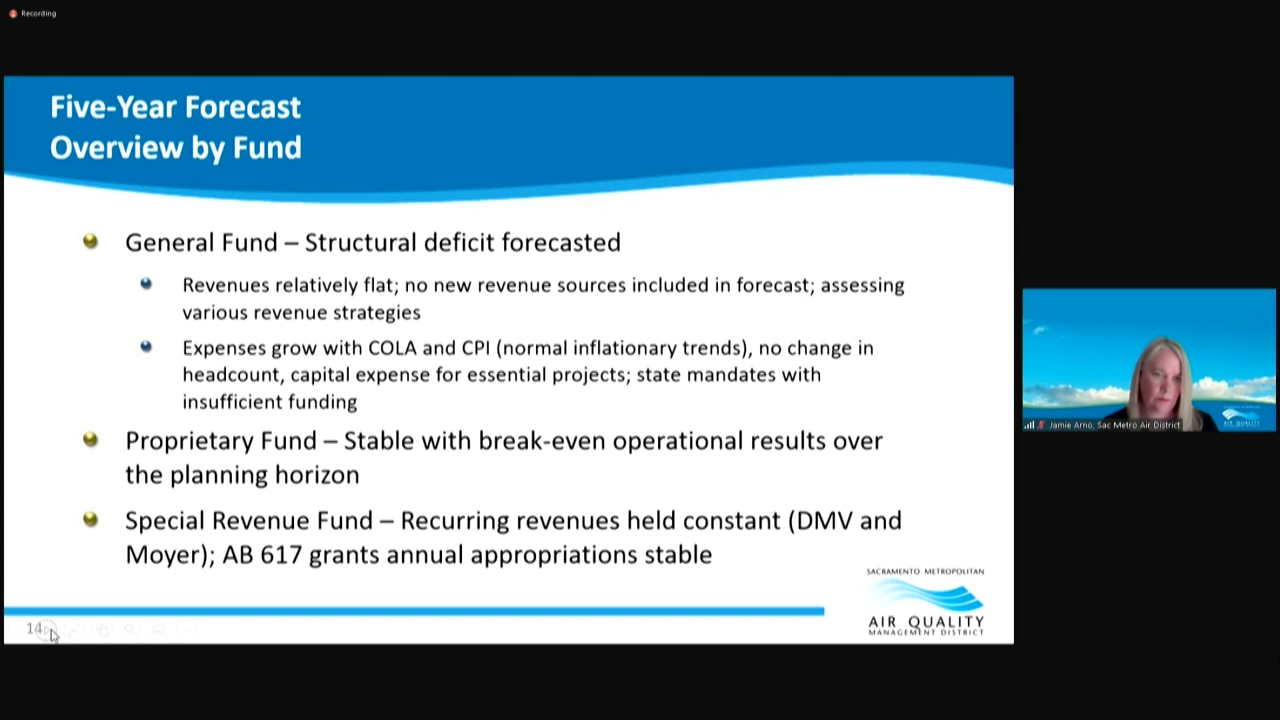 Recording
Five-Year Forecast
Overview by Fund
General Fund – Structural deficit forecasted
Revenues relatively flat; no new revenue sources included in forecast; assessing
various revenue strategies
Expenses grow with COLA and CPI (normal inflationary trends), no change in
headcount, capital expense for essential projects; state mandates with
insufficient funding
Proprietary Fund – Stable with break-even operational results over
the planning horizon
Special Revenue Fund – Recurring revenues held constant (DMV and
Moyer); AB 617 grants annual appropriations stable
SACRAMENTO METROPOLITAN
AIR QUALITY
MANAGEMENT DISTRICT
14
Jamie Arno, Sac Metro Air District
AIR QUALITY